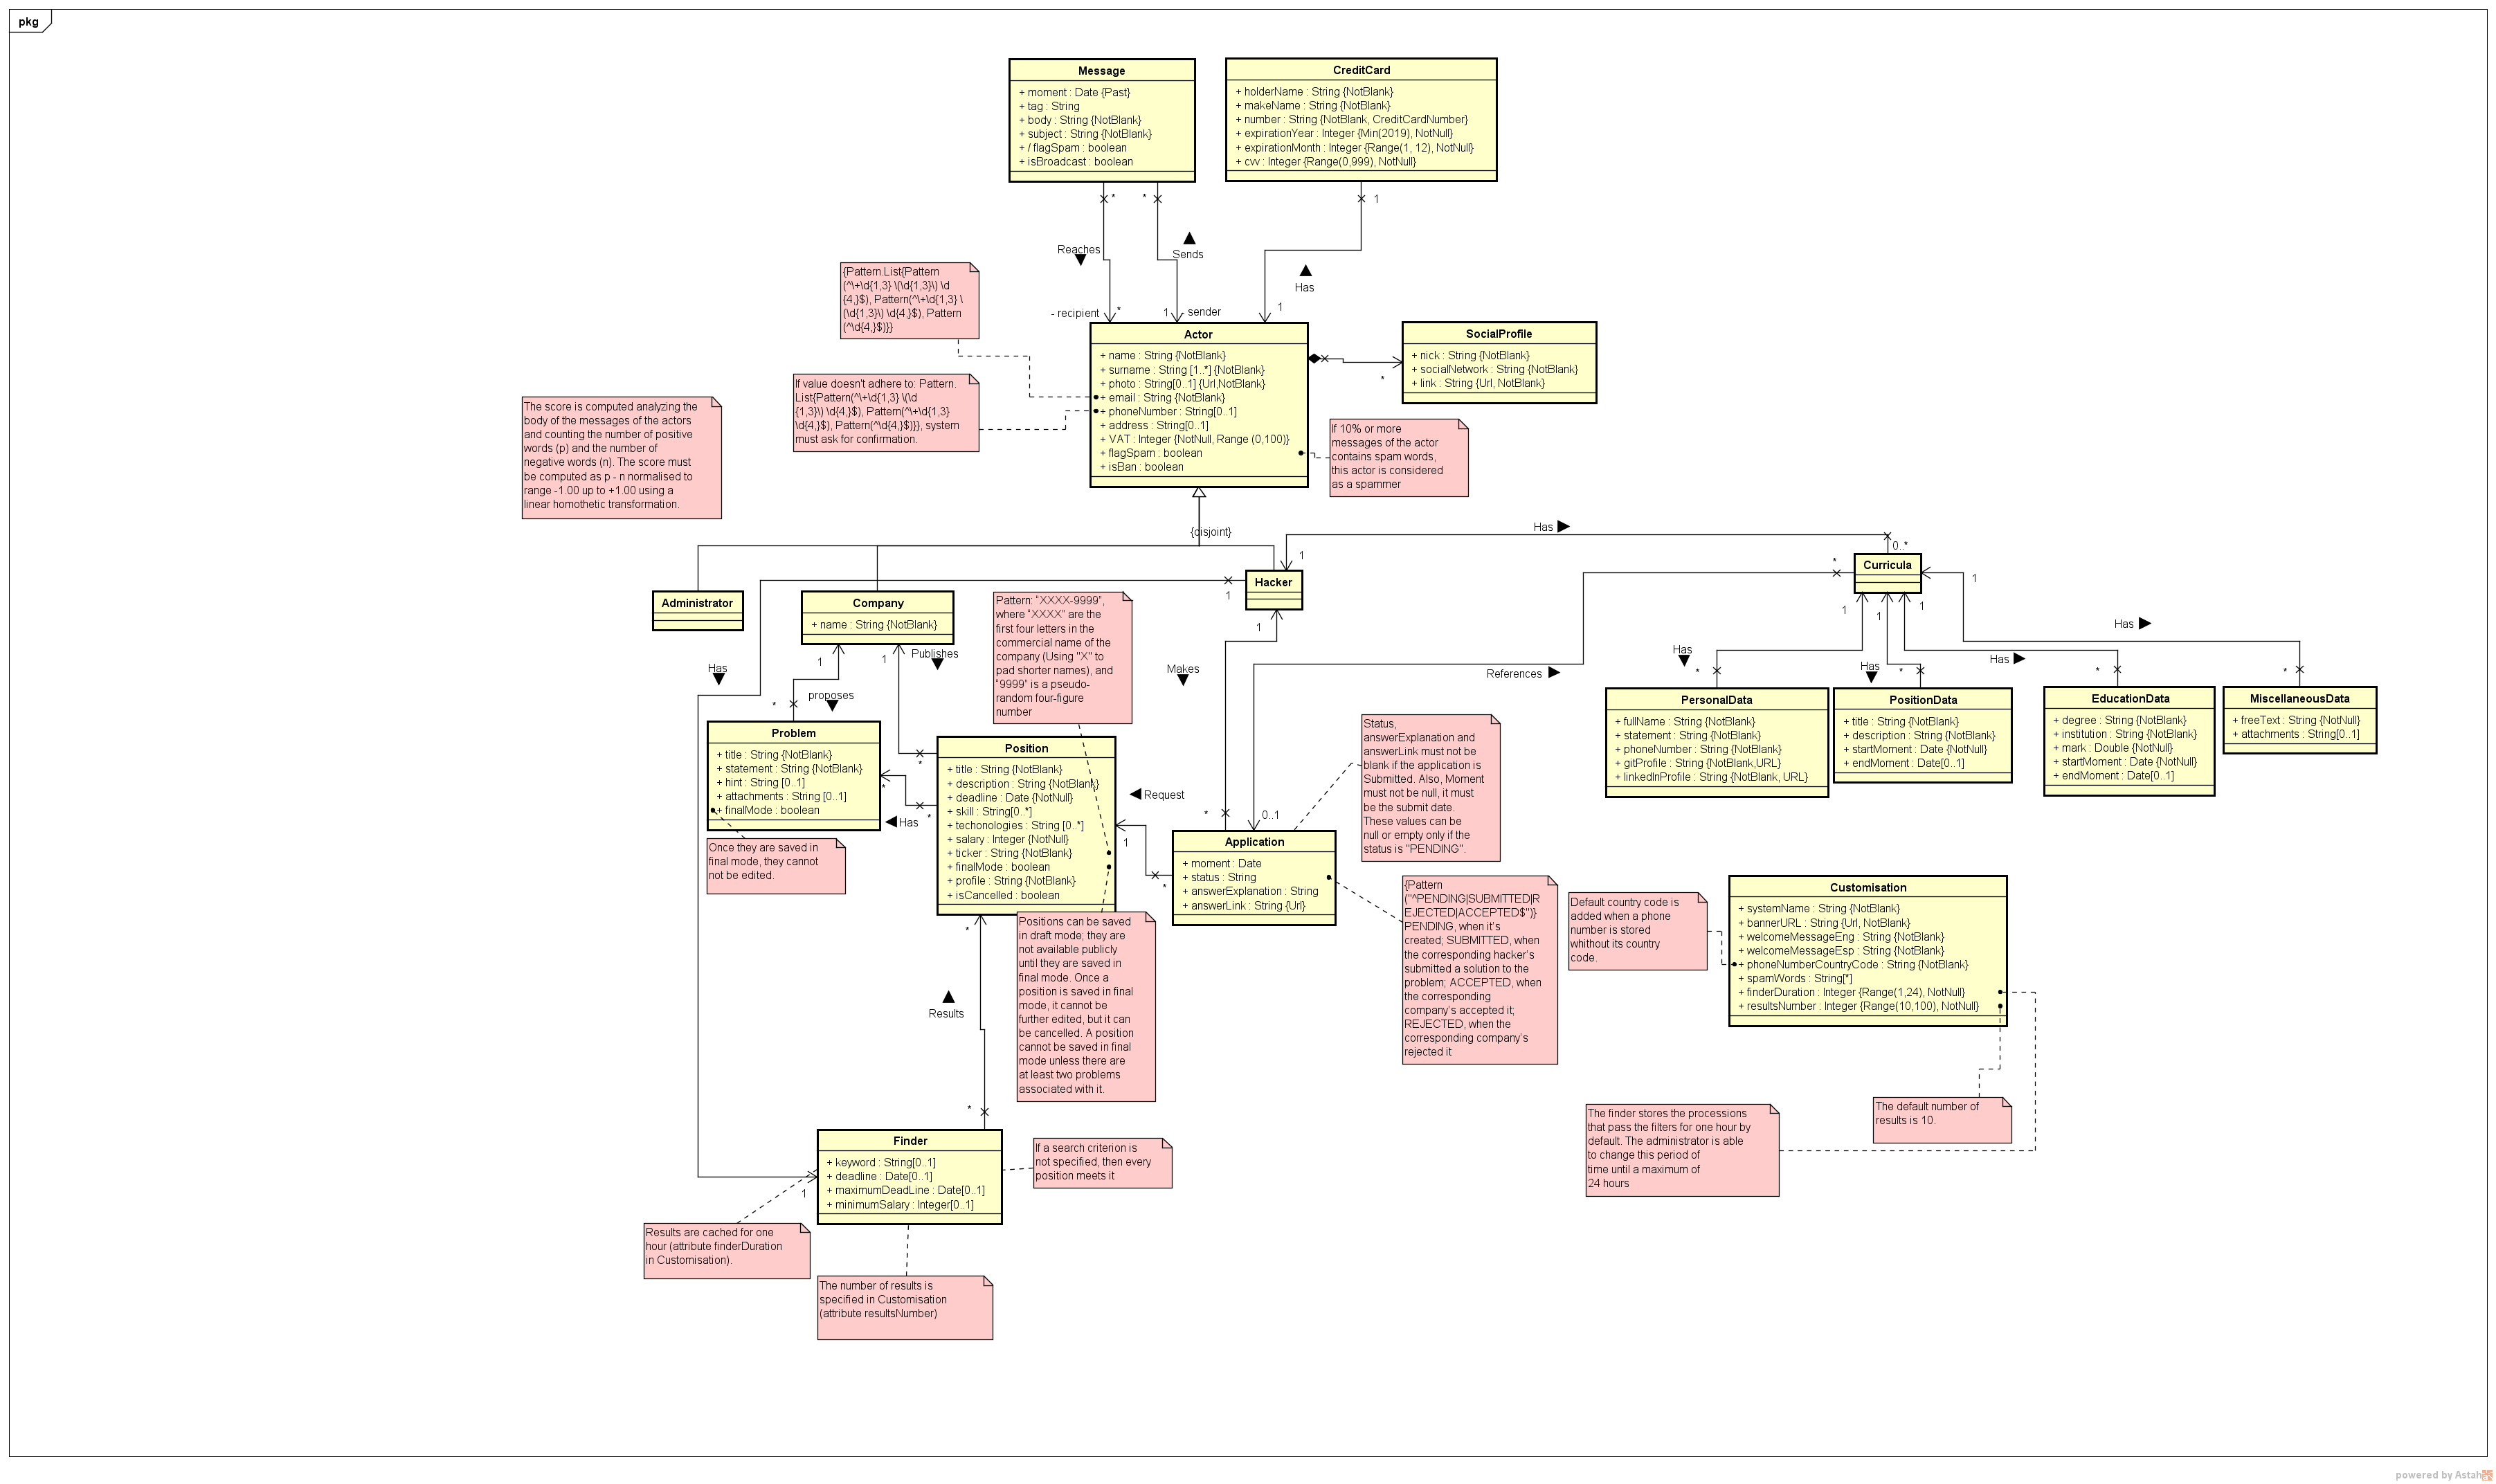 pkg
Message
+ moment : Date {Past}
+ tag : String
+ body : String {NotBlank}
+ subject : String {NotBlank}
+ / flagSpam : boolean
+ isBroadcast : boolean
CreditCard
+ holderName : String {NotBlank}
+ makeName : String {NotBlank}
+ number : String {NotBlank, CreditCardNumber}
+ expirationYear : Integer {Min(2019), NotNull}
+ expirationMonth : Integer {Range(1, 12), NotNull}
+ cvv : Integer {Range(0,999), NotNull}
*
*
1
Reaches
Sends
Has
{Pattern.List{Pattern
(^\+\d{1,3} \(\d{1,3}\) \d
{4,}$), Pattern(^\+\d{1,3} \
(\d{1,3}\) \d{4,}$), Pattern
(^\d{4,}$)}}
- recipient
*
1
- sender
1
Actor
+ name : String {NotBlank}
+ surname : String [1..*] {NotBlank}
+ photo : String[0..1] {Url,NotBlank}
+ email : String {NotBlank}
+ phoneNumber : String[0..1]
+ address : String[0..1]
+ VAT : Integer {NotNull, Range (0,100)}
+ flagSpam : boolean
+ isBan : boolean
SocialProfile
+ nick : String {NotBlank}
+ socialNetwork : String {NotBlank}
+ link : String {Url, NotBlank}
*
If value doesn't adhere to: Pattern.
List{Pattern(^\+\d{1,3} \(\d
{1,3}\) \d{4,}$), Pattern(^\+\d{1,3}
\d{4,}$), Pattern(^\d{4,}$)}}, system
must ask for confirmation.
The score is computed analyzing the
body of the messages of the actors
and counting the number of positive
words (p) and the number of
negative words (n). The score must
be computed as p - n normalised to
range -1.00 up to +1.00 using a
linear homothetic transformation.
If 10% or more
messages of the actor
contains spam words,
this actor is considered
as a spammer
{disjoint}
Has
1
0..*
Hacker
Curricula
*
1
1
Administrator
Company
+ name : String {NotBlank}
Pattern: “XXXX-9999”,
where “XXXX” are the
first four letters in the
commercial name of the
company (Using "X" to
pad shorter names), and
“9999” is a pseudo-
random four-figure
number
1
1
1
1
Has
1
1
Publishes
Has
proposes
*
Makes
References
Has
*
Has
*
Has
*
*
Problem
+ title : String {NotBlank}
+ statement : String {NotBlank}
+ hint : String [0..1]
+ attachments : String [0..1]
+ finalMode : boolean
Once they are saved in
final mode, they cannot
not be edited.
Position
+ title : String {NotBlank}
+ description : String {NotBlank}
+ deadline : Date {NotNull}
+ skill : String[0..*]
+ techonologies : String [0..*]
+ salary : Integer {NotNull}
+ ticker : String {NotBlank}
+ finalMode : boolean
+ profile : String {NotBlank}
+ isCancelled : boolean
*
*
*
Has
Request
1
*
*
0..1
Application
+ moment : Date
+ status : String
+ answerExplanation : String
+ answerLink : String {Url}
Status,
answerExplanation and
answerLink must not be
blank if the application is
Submitted. Also, Moment
must not be null, it must
be the submit date.
These values can be
null or empty only if the
status is "PENDING".
PersonalData
+ fullName : String {NotBlank}
+ statement : String {NotBlank}
+ phoneNumber : String {NotBlank}
+ gitProfile : String {NotBlank,URL}
+ linkedInProfile : String {NotBlank, URL}
PositionData
+ title : String {NotBlank}
+ description : String {NotBlank}
+ startMoment : Date {NotNull}
+ endMoment : Date[0..1]
EducationData
+ degree : String {NotBlank}
+ institution : String {NotBlank}
+ mark : Double {NotNull}
+ startMoment : Date {NotNull}
+ endMoment : Date[0..1]
MiscellaneousData
+ freeText : String {NotNull}
+ attachments : String[0..1]
{Pattern
("^PENDING|SUBMITTED|R
EJECTED|ACCEPTED$")}
PENDING, when it's
created; SUBMITTED, when
the corresponding hacker's
submitted a solution to the
problem; ACCEPTED, when
the corresponding
company's accepted it;
REJECTED, when the
corresponding company's
rejected it
Default country code is
added when a phone
number is stored
whithout its country
code.
Customisation
+ systemName : String {NotBlank}
+ bannerURL : String {Url, NotBlank}
+ welcomeMessageEng : String {NotBlank}
+ welcomeMessageEsp : String {NotBlank}
+ phoneNumberCountryCode : String {NotBlank}
+ spamWords : String[*]
+ finderDuration : Integer {Range(1,24), NotNull}
+ resultsNumber : Integer {Range(10,100), NotNull}
Positions can be saved
in draft mode; they are
not available publicly
until they are saved in
final mode. Once a
position is saved in final
mode, it cannot be
further edited, but it can
be cancelled. A position
cannot be saved in final
mode unless there are
at least two problems
associated with it.
*
Results
*
The default number of
results is 10.
The finder stores the processions
that pass the filters for one hour by
default. The administrator is able
to change this period of
time until a maximum of
24 hours
Finder
+ keyword : String[0..1]
+ deadline : Date[0..1]
+ maximumDeadLine : Date[0..1]
+ minimumSalary : Integer[0..1]
1
If a search criterion is
not specified, then every
position meets it
Results are cached for one
hour (attribute finderDuration
in Customisation).
The number of results is
specified in Customisation
(attribute resultsNumber)
powered by Astah